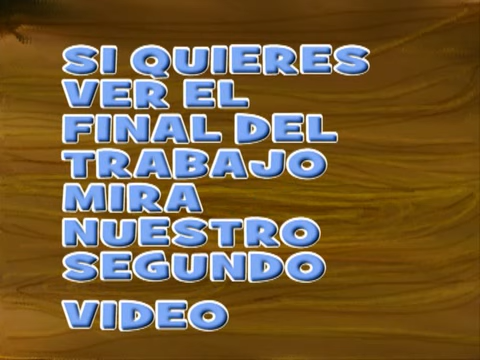 SI QUIERES
VER EL
FINAL DEL
TRABAJO
MIRA
NUESTRO
SEGUNDO
VIDEO